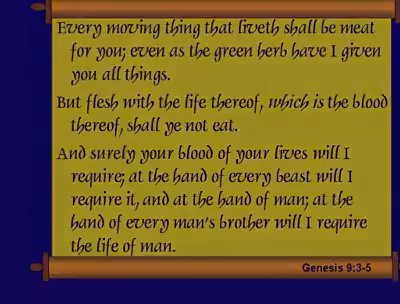 Every moving thing that liveth shall be meat
for you; even as the green herb have I given
you all things.
But flesh with the life thereof, which is the blood
thereof, shall ye not eat.
And surely your blood of your lives will I
require; at the hand of every beast will I
require it, and at the hand of man; at the
hand of every man's brother will I require
the life of man.
Genesis 9:3-5